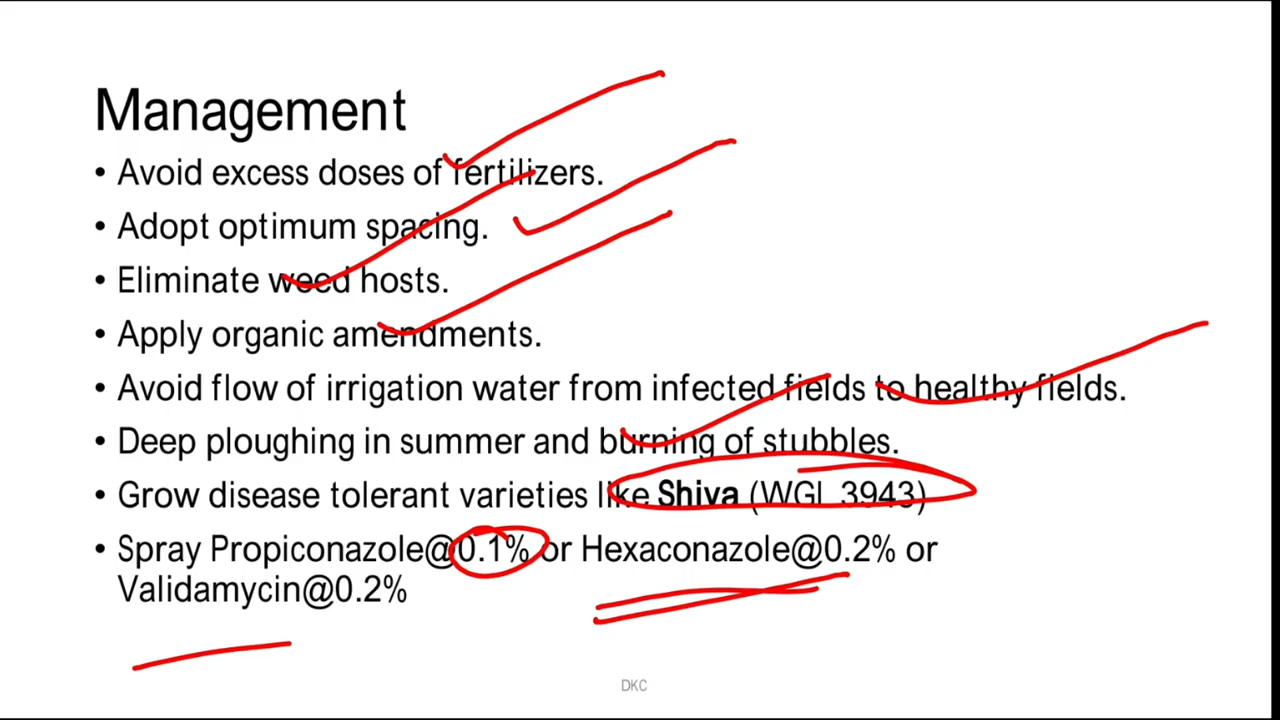 Management
• Avoid excess doses of fertilizers.
• Adopt optimum spacing.
• Eliminate weed hosts.
• Apply organic amendments.
• Avoid flow of irrigation water from infected fields to healthy fields.
• Deep ploughing in summer and burning of stubbles.
• Grow disease tolerant varieties like Shiva (WGL 3943)
• Spray Propiconazole@0.1% or Hexaconazole@0.2% or
Validamycin@0.2%
DKC